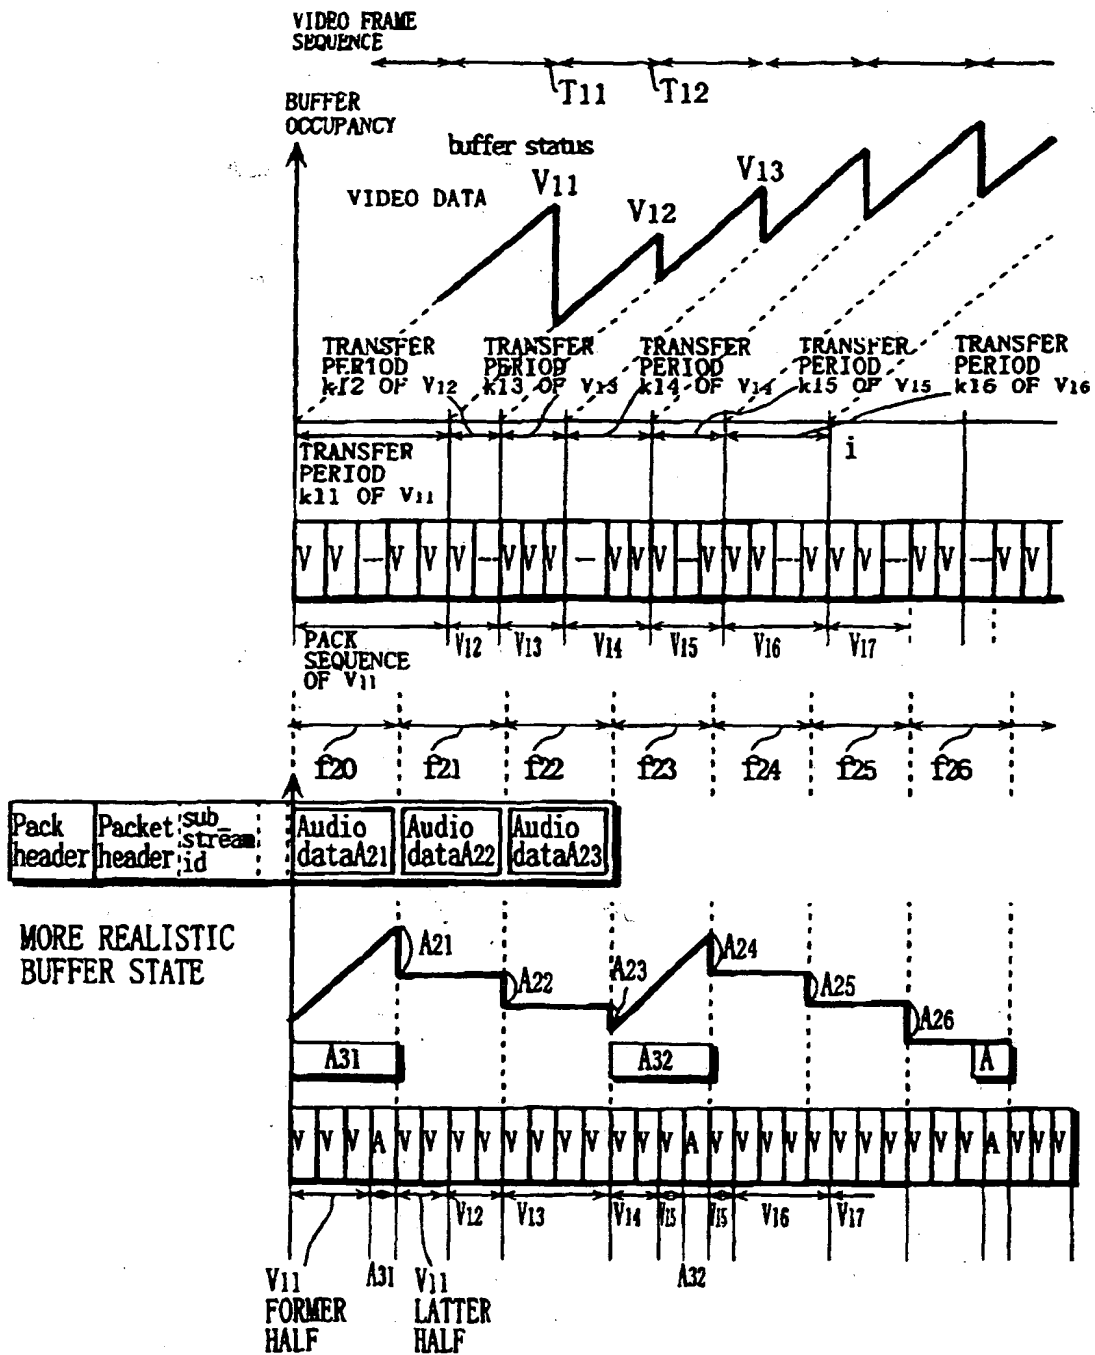 VIDEO FRAME
SEQUENCE
T11 T12
BUFFER
OCCUPANCY
buffer status
VIDEO DATA
V11
V12
V13
TRANSFER
PERIOD
k12 OF V12
TRANSFER
PERIOD
k13 OF V13
TRANSFER
PERIOD
k14 OF V14
TRANSFER
PERIOD
k15 OF V15
TRANSFER
PERIOD
k16 OF V16
i
TRANSFER
PERIOD
k11 OF V11
V V — V V V — V V V — V V V — V V V — V V V — V V — V V
PACK
SEQUENCE
OF V11
V12 V13 V14 V15 V16 V17
f20 f21 f22 f23 f24 f25 f26
Pack
header
Packet
header
sub_
stream
id
Audio
dataA21
Audio
dataA22
Audio
dataA23
MORE REALISTIC
BUFFER STATE
A21
A22
A23
A24
A25
A26
A31 A32 A
V V V A V V V V V V V V V V V A V V V V V V V V V V A V V V
V12 V13 V14 V15 V15 V16 V17
A31 A32
V11
FORMER
HALF
V11
LATTER
HALF